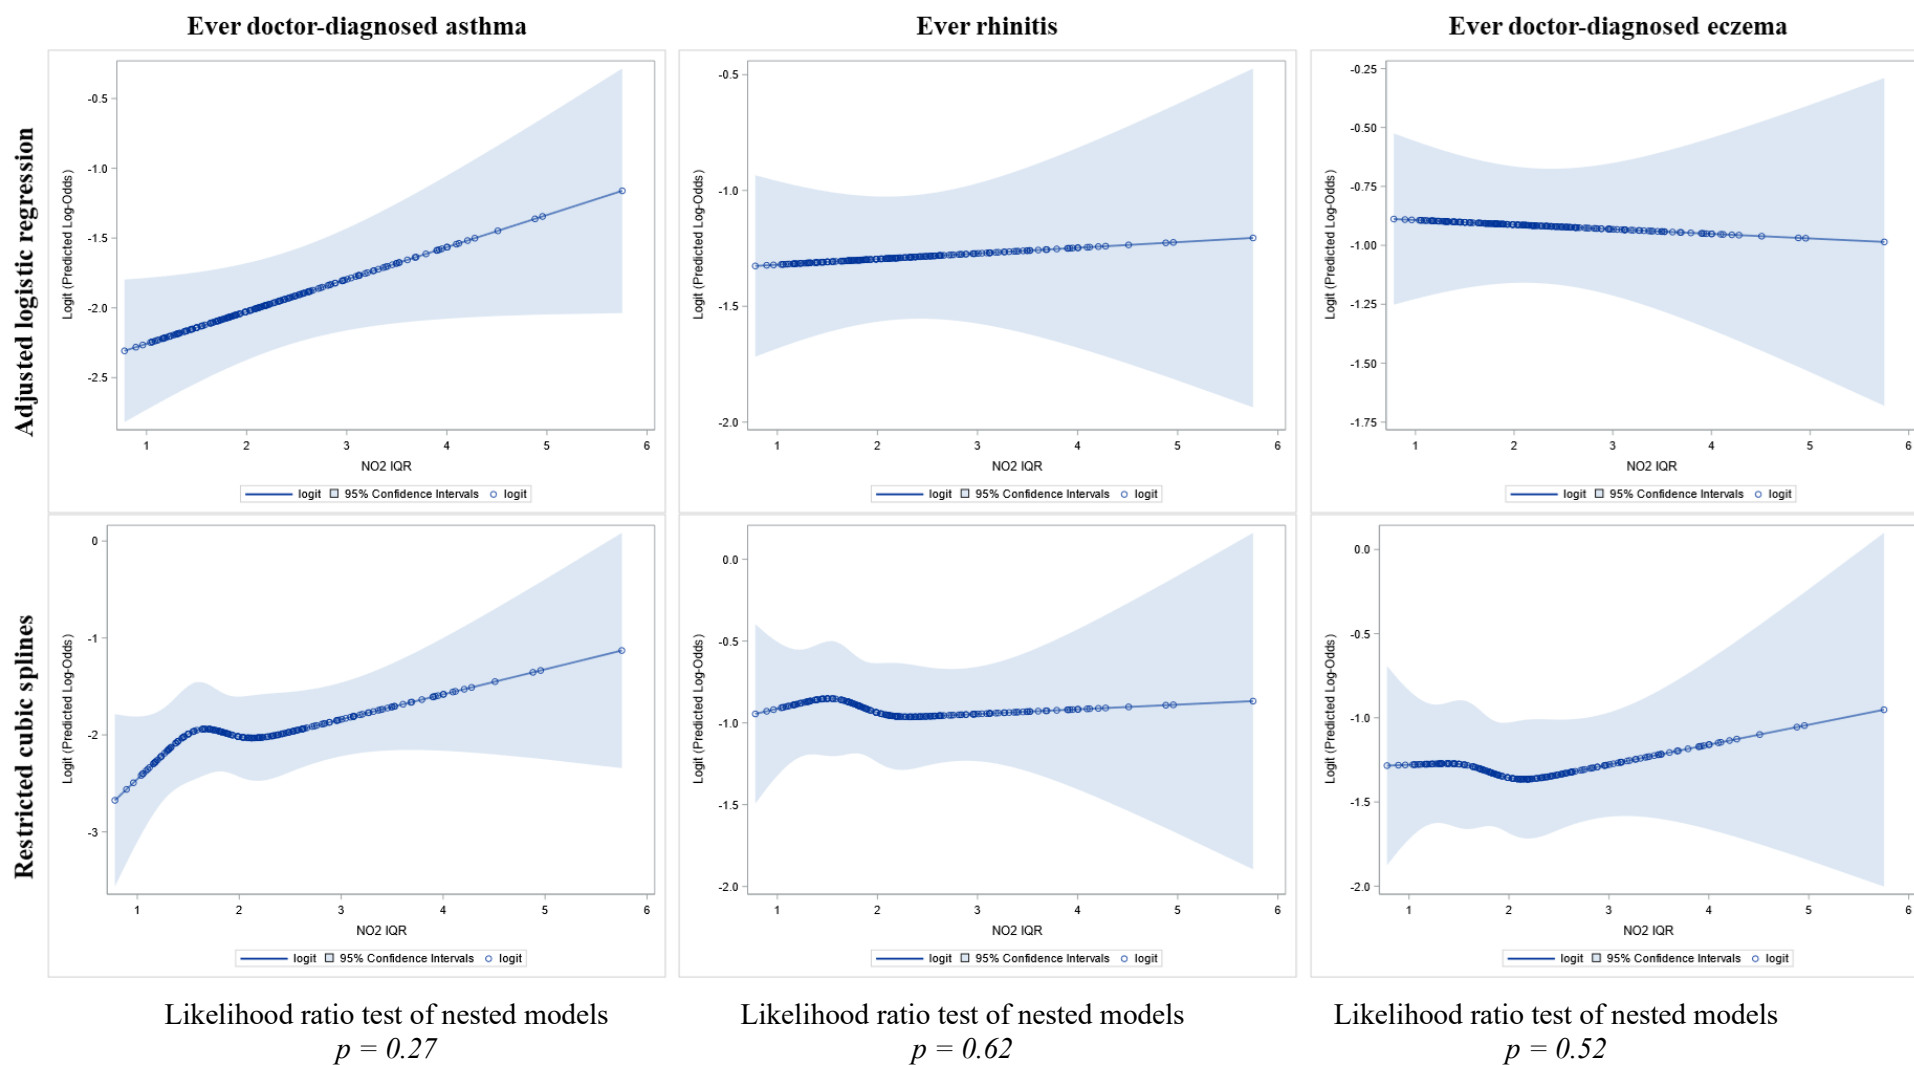 Ever doctor-diagnosed asthma
Ever rhinitis
Ever doctor-diagnosed eczema
Adjusted logistic regression
Logit (Predicted Log-Odds)
-0.5
-1.0
-1.5
-2.0
-2.5
1 2 3 4 5 6
NO2 IQR
logit 95% Confidence Intervals logit
Logit (Predicted Log-Odds)
-0.5
-1.0
-1.5
-2.0
1 2 3 4 5 6
NO2 IQR
logit 95% Confidence Intervals logit
Logit (Predicted Log-Odds)
-0.25
-0.50
-0.75
-1.00
-1.25
-1.50
-1.75
1 2 3 4 5 6
NO2 IQR
logit 95% Confidence Intervals logit
Restricted cubic splines
Logit (Predicted Log-Odds)
0
-1
-2
-3
1 2 3 4 5 6
NO2 IQR
logit 95% Confidence Intervals logit
Logit (Predicted Log-Odds)
0.0
-0.5
-1.0
-1.5
-2.0
1 2 3 4 5 6
NO2 IQR
logit 95% Confidence Intervals logit
Logit (Predicted Log-Odds)
0.0
-0.5
-1.0
-1.5
-2.0
1 2 3 4 5 6
NO2 IQR
logit 95% Confidence Intervals logit
Likelihood ratio test of nested models
p = 0.27
Likelihood ratio test of nested models
p = 0.62
Likelihood ratio test of nested models
p = 0.52